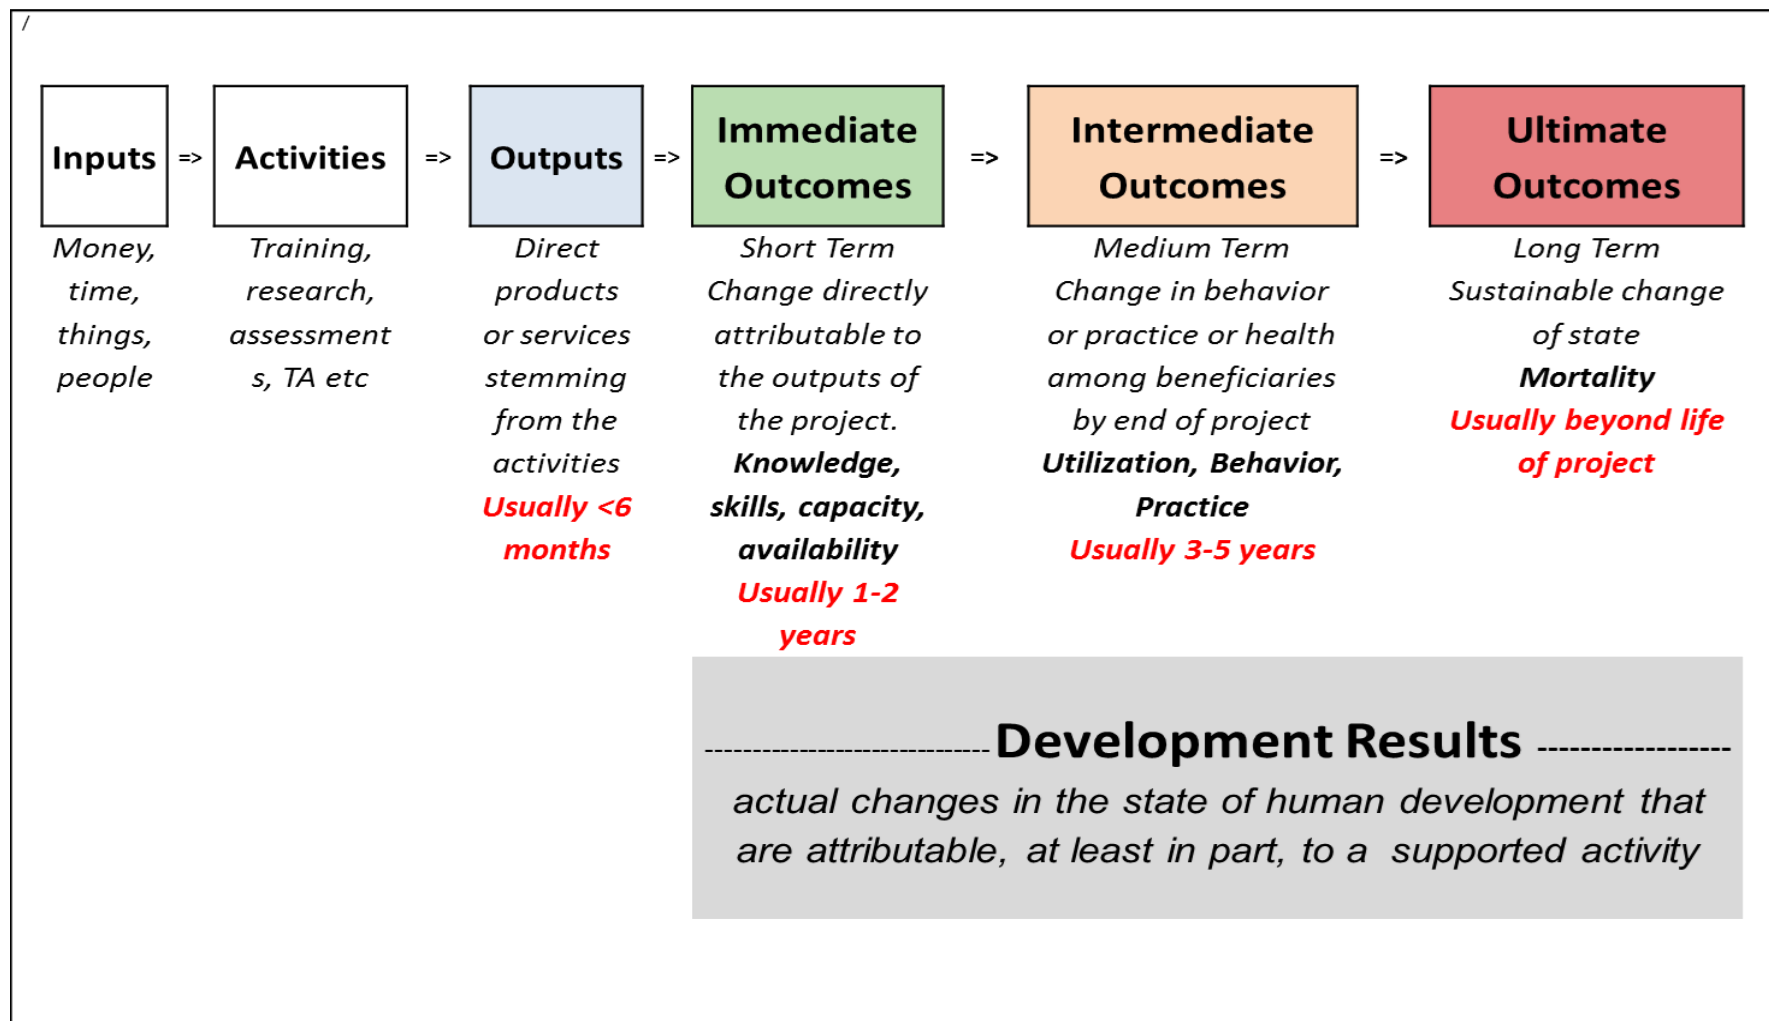 /
Inputs
=>
Activities
=>
Outputs
=>
Immediate
Outcomes
=>
Intermediate
Outcomes
=>
Ultimate
Outcomes
Money,
time,
things,
people
Training,
research,
assessment
s, TA etc
Direct
products
or services
stemming
from the
activities
Usually <6
months
Short Term
Change directly
attributable to
the outputs of
the project.
Knowledge,
skills, capacity,
availability
Usually 1-2
years
Medium Term
Change in behavior
or practice or health
among beneficiaries
by end of project
Utilization, Behavior,
Practice
Usually 3-5 years
Long Term
Sustainable change
of state
Mortality
Usually beyond life
of project
------------------------------- Development Results ------------------
actual changes in the state of human development that
are attributable, at least in part, to a supported activity